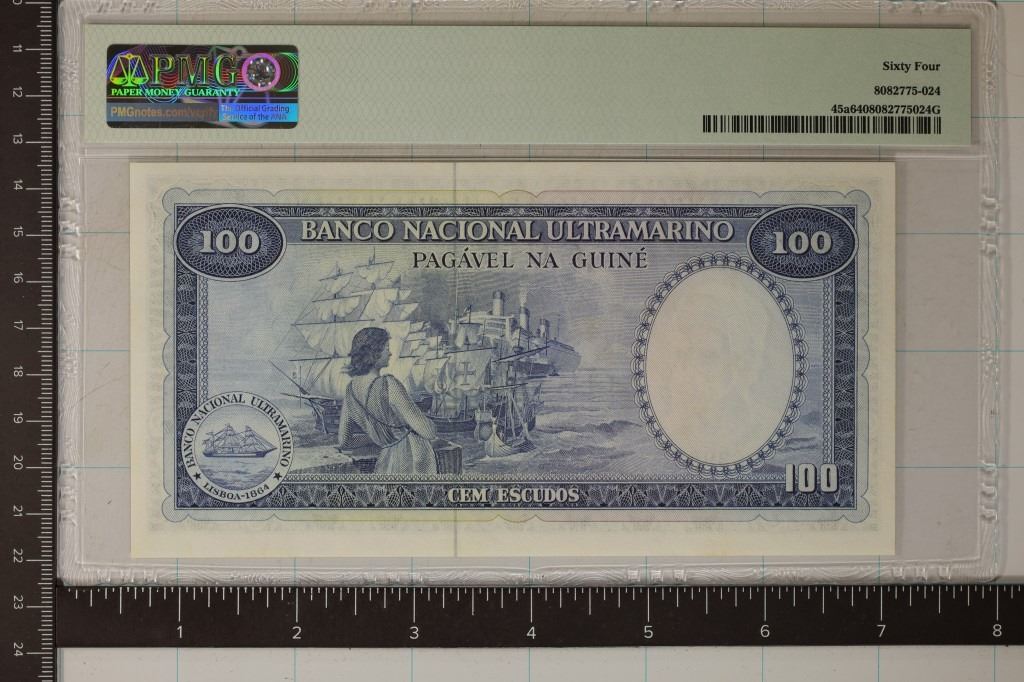 PMG
PAPER MONEY GUARANTY
PMGnotes.com/verify
The Official Grading
Service of the ANA
Sixty Four
8082775-024
45a6408082775024G
100
BANCO NACIONAL ULTRAMARINO
100
PAGÁVEL NA GUINÉ
BANCO NACIONAL ULTRAMARINO
LISBOA-1864
CEM ESCUDOS
100
11
12
13
14
15
16
17
18
19
20
21
22
23
24
1 2 3 4 5 6 7 8